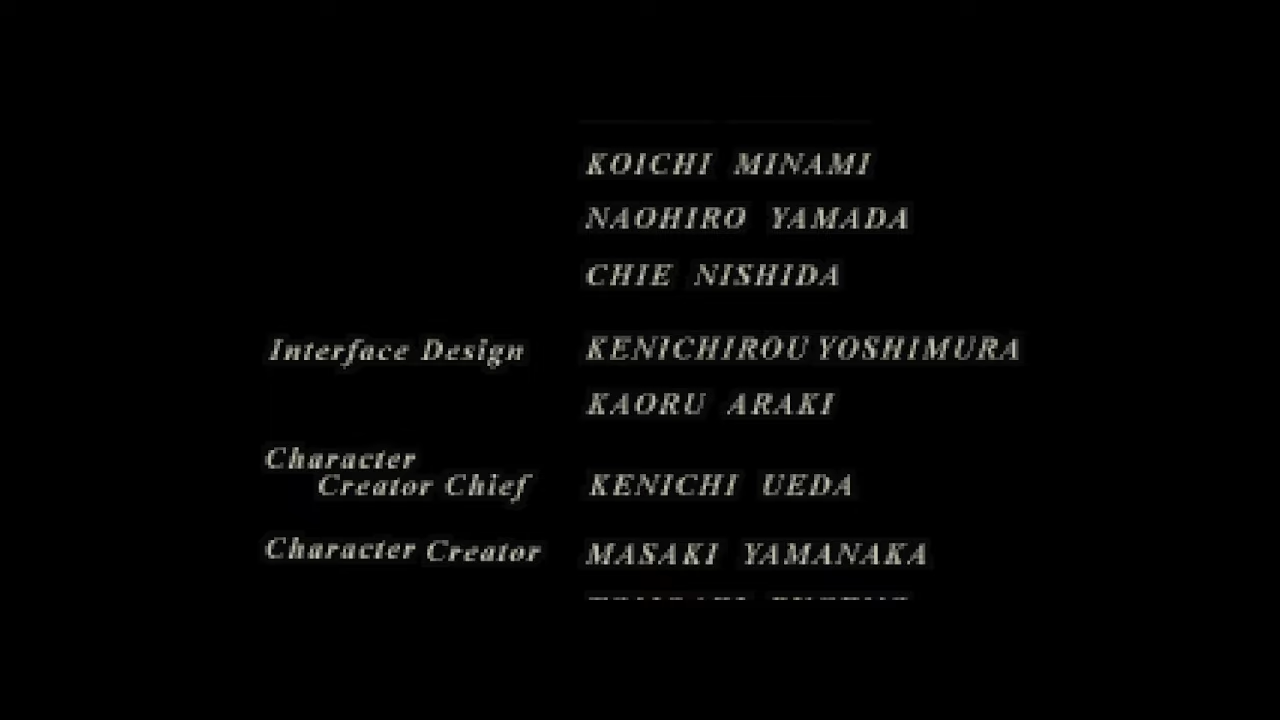 KOICHI MINAMI
NAOHIRO YAMADA
CHIE NISHIDA
Interface Design KENICHIROU YOSHIMURA
KAORU ARAKI
Character
Creator Chief KENICHI UEDA
Character Creator MASAKI YAMANAKA